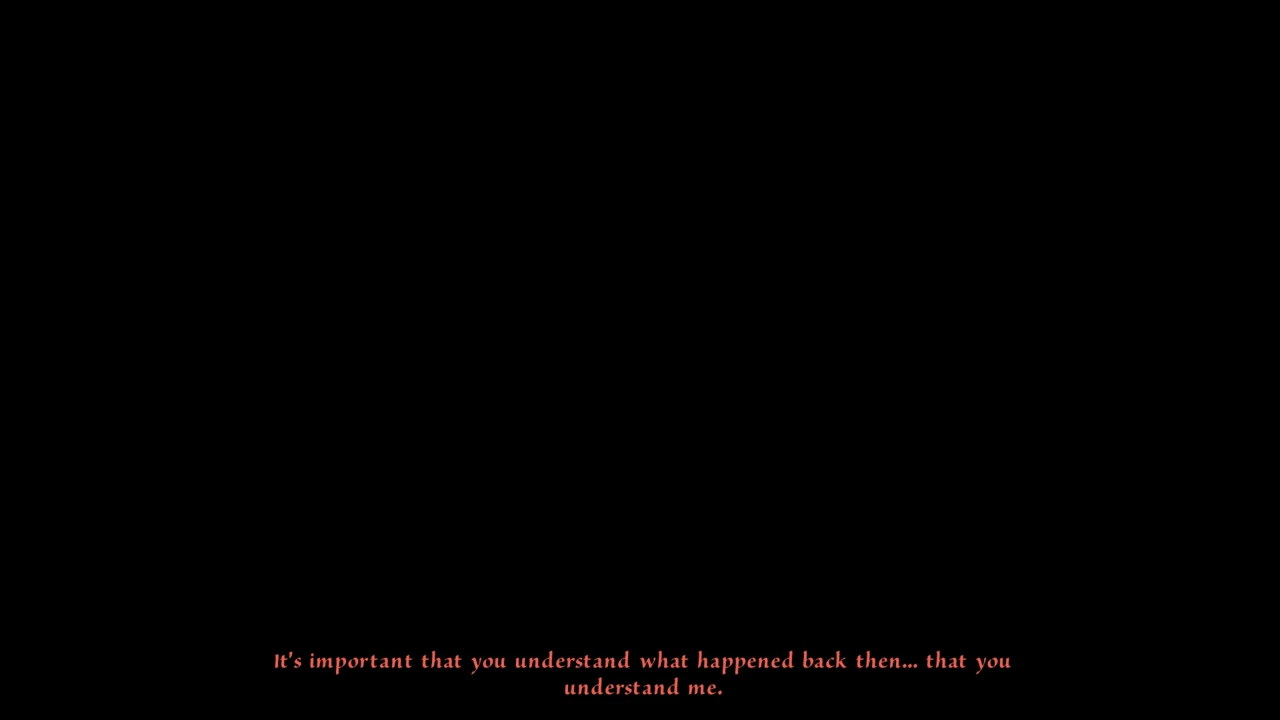 It's important that you understand what happened back then... that you
understand me.